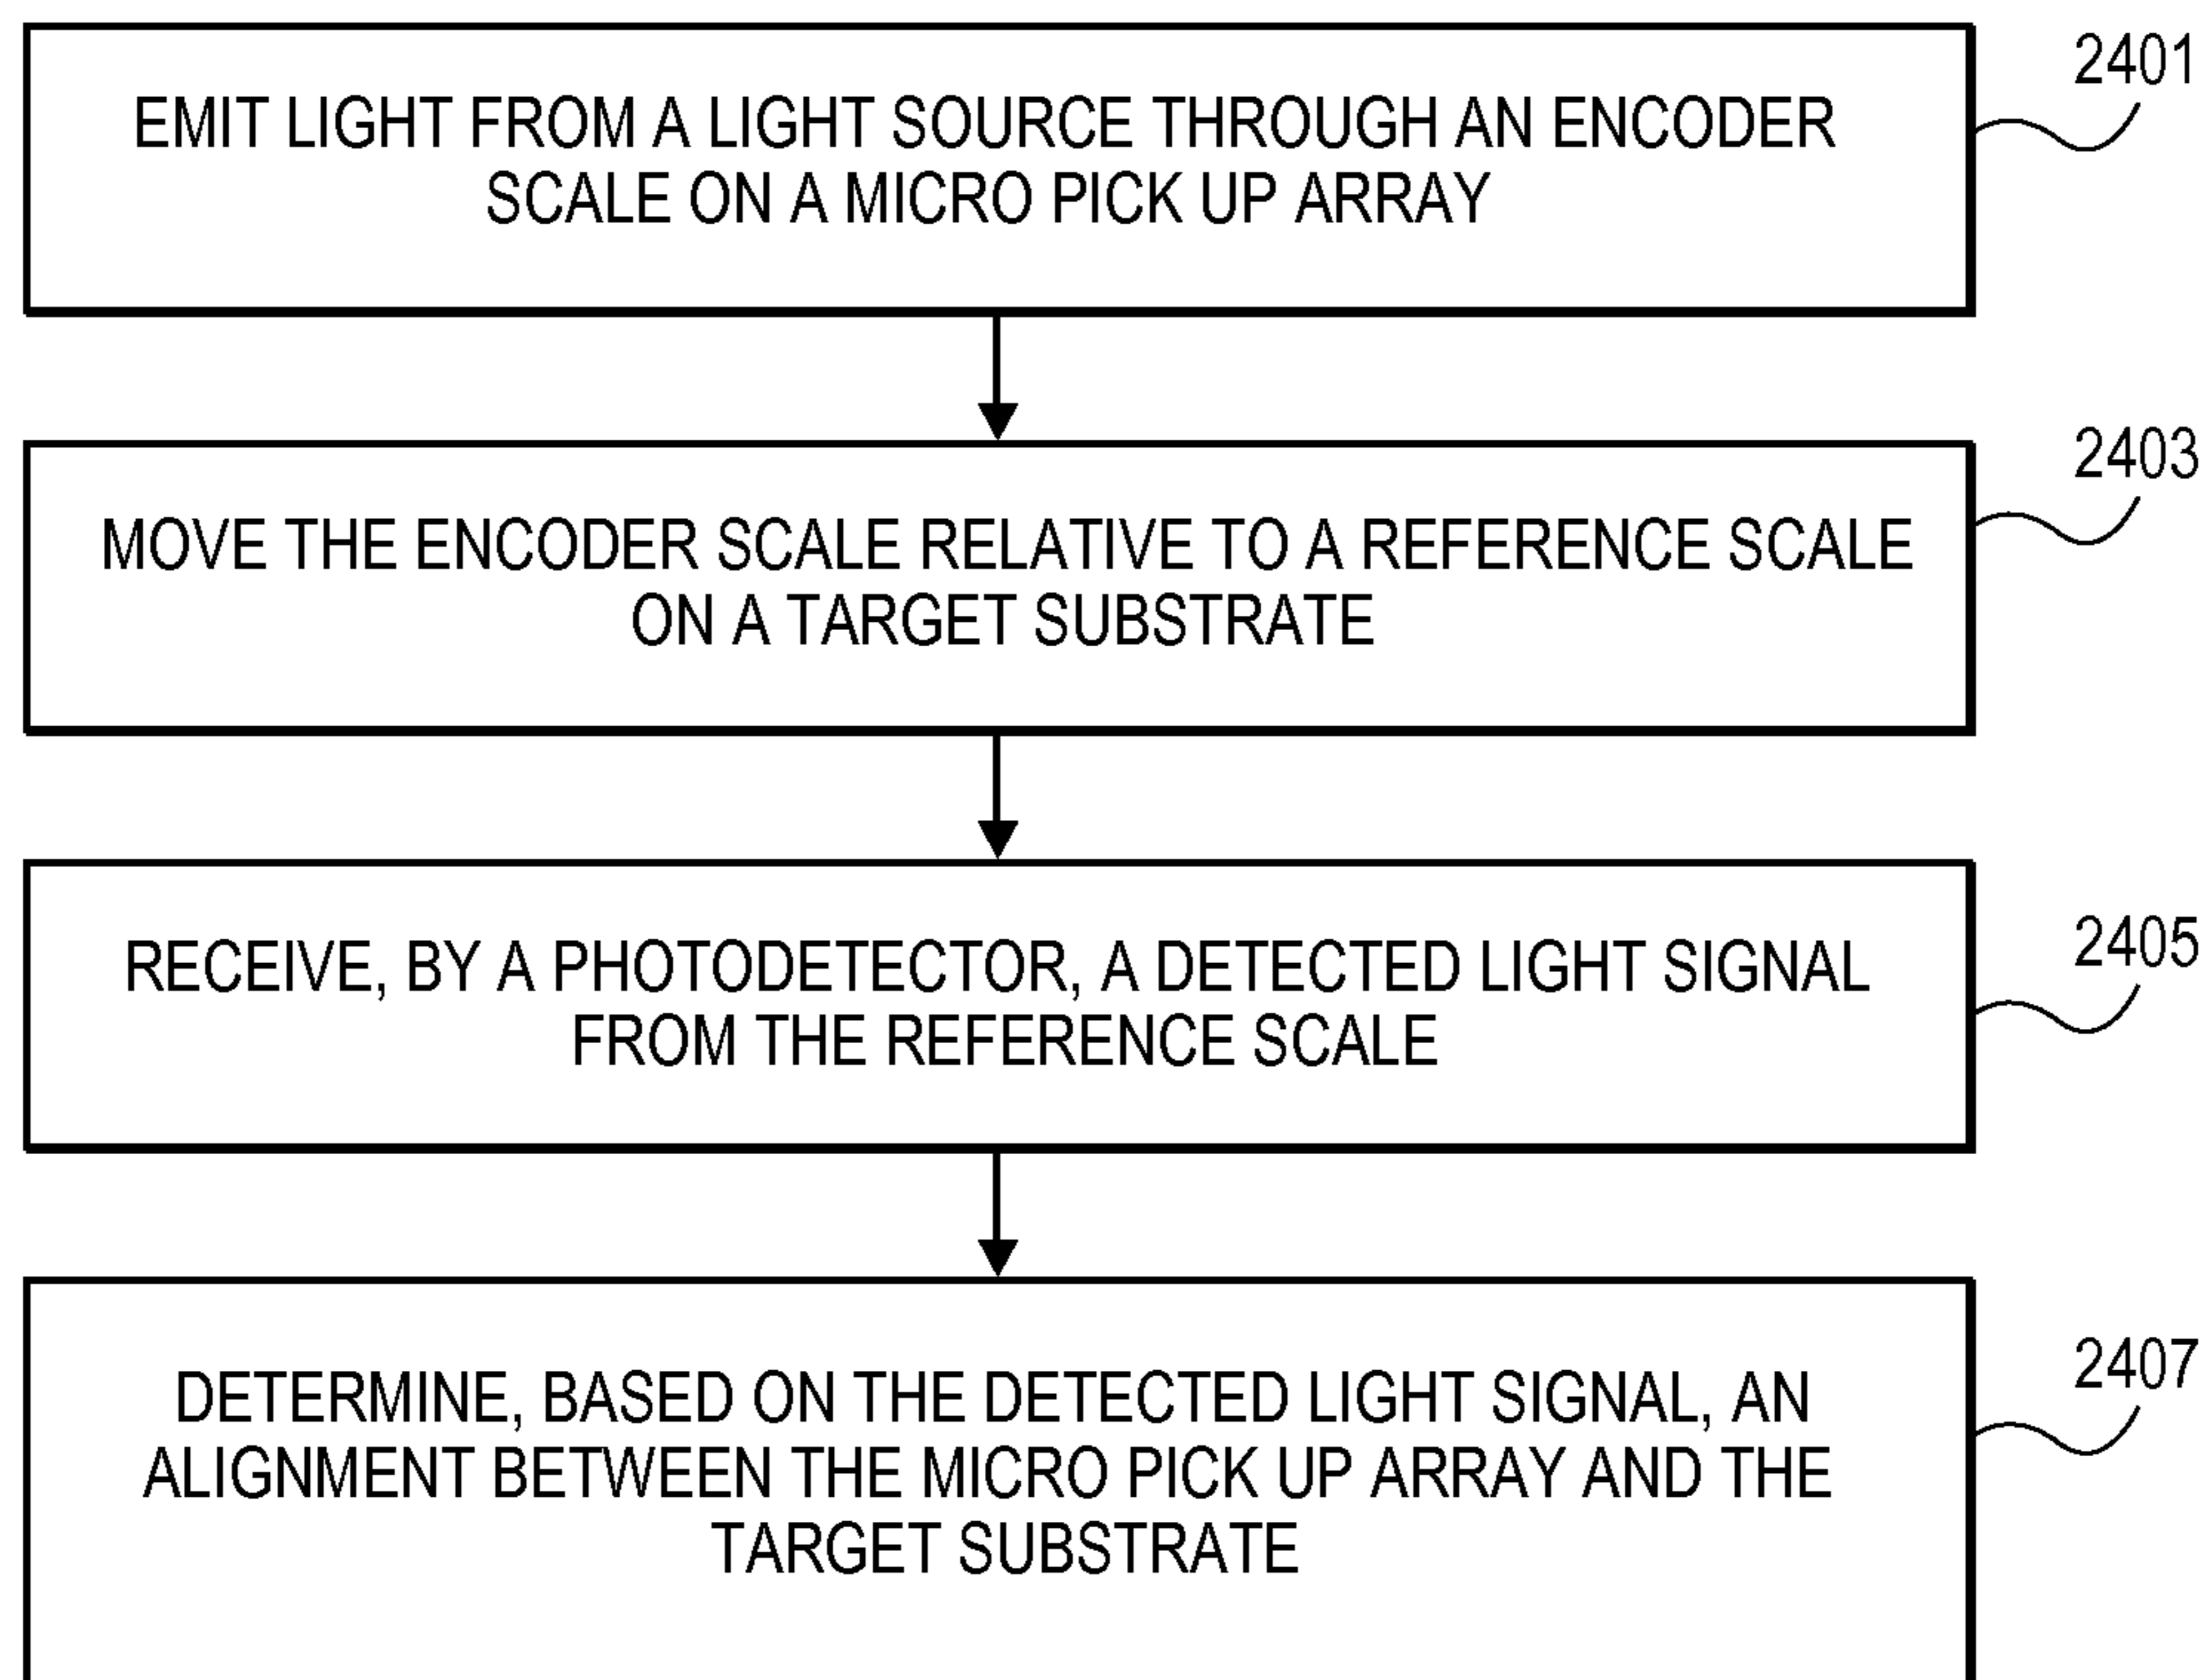 EMIT LIGHT FROM A LIGHT SOURCE THROUGH AN ENCODER
SCALE ON A MICRO PICK UP ARRAY
2401
MOVE THE ENCODER SCALE RELATIVE TO A REFERENCE SCALE
ON A TARGET SUBSTRATE
2403
RECEIVE, BY A PHOTODETECTOR, A DETECTED LIGHT SIGNAL
FROM THE REFERENCE SCALE
2405
DETERMINE, BASED ON THE DETECTED LIGHT SIGNAL, AN
ALIGNMENT BETWEEN THE MICRO PICK UP ARRAY AND THE
TARGET SUBSTRATE
2407